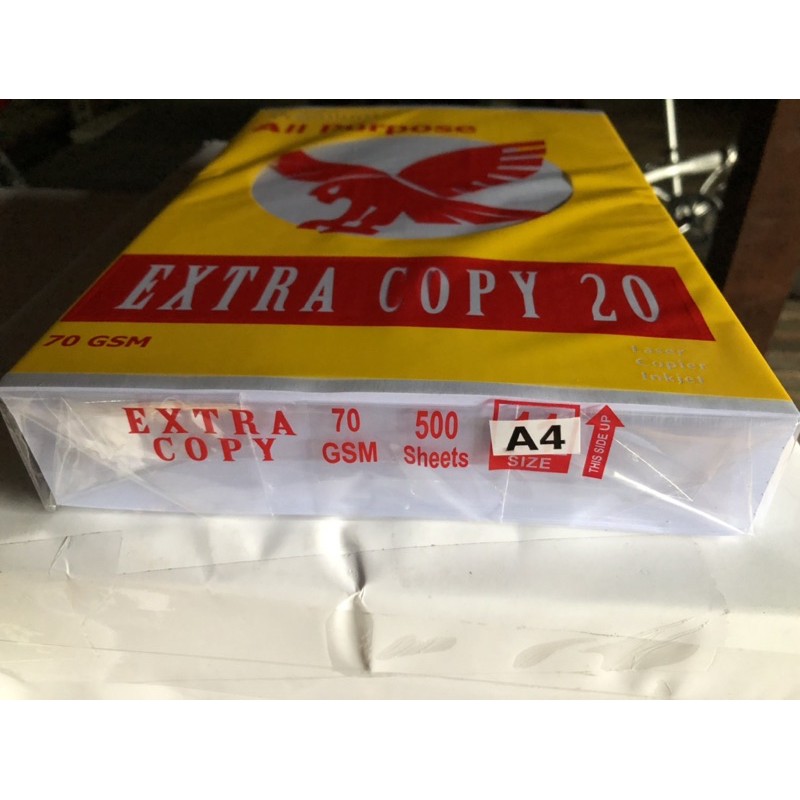 All purpose
EXTRA COPY 20
70 GSM
Laser
Copier
Inkjet
EXTRA
COPY
70
GSM
500
Sheets
A4
SIZE
THIS SIDE UP